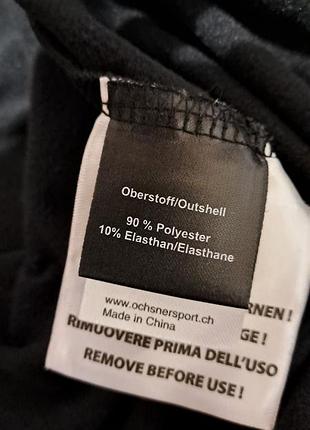 Oberstoff/Outshell
90 % Polyester
10% Elasthan/Elasthane
www.ochsnersport.ch
Made in China
RNEN !
GE !
RIMUOVERE PRIMA DELL'USO
REMOVE BEFORE USE !